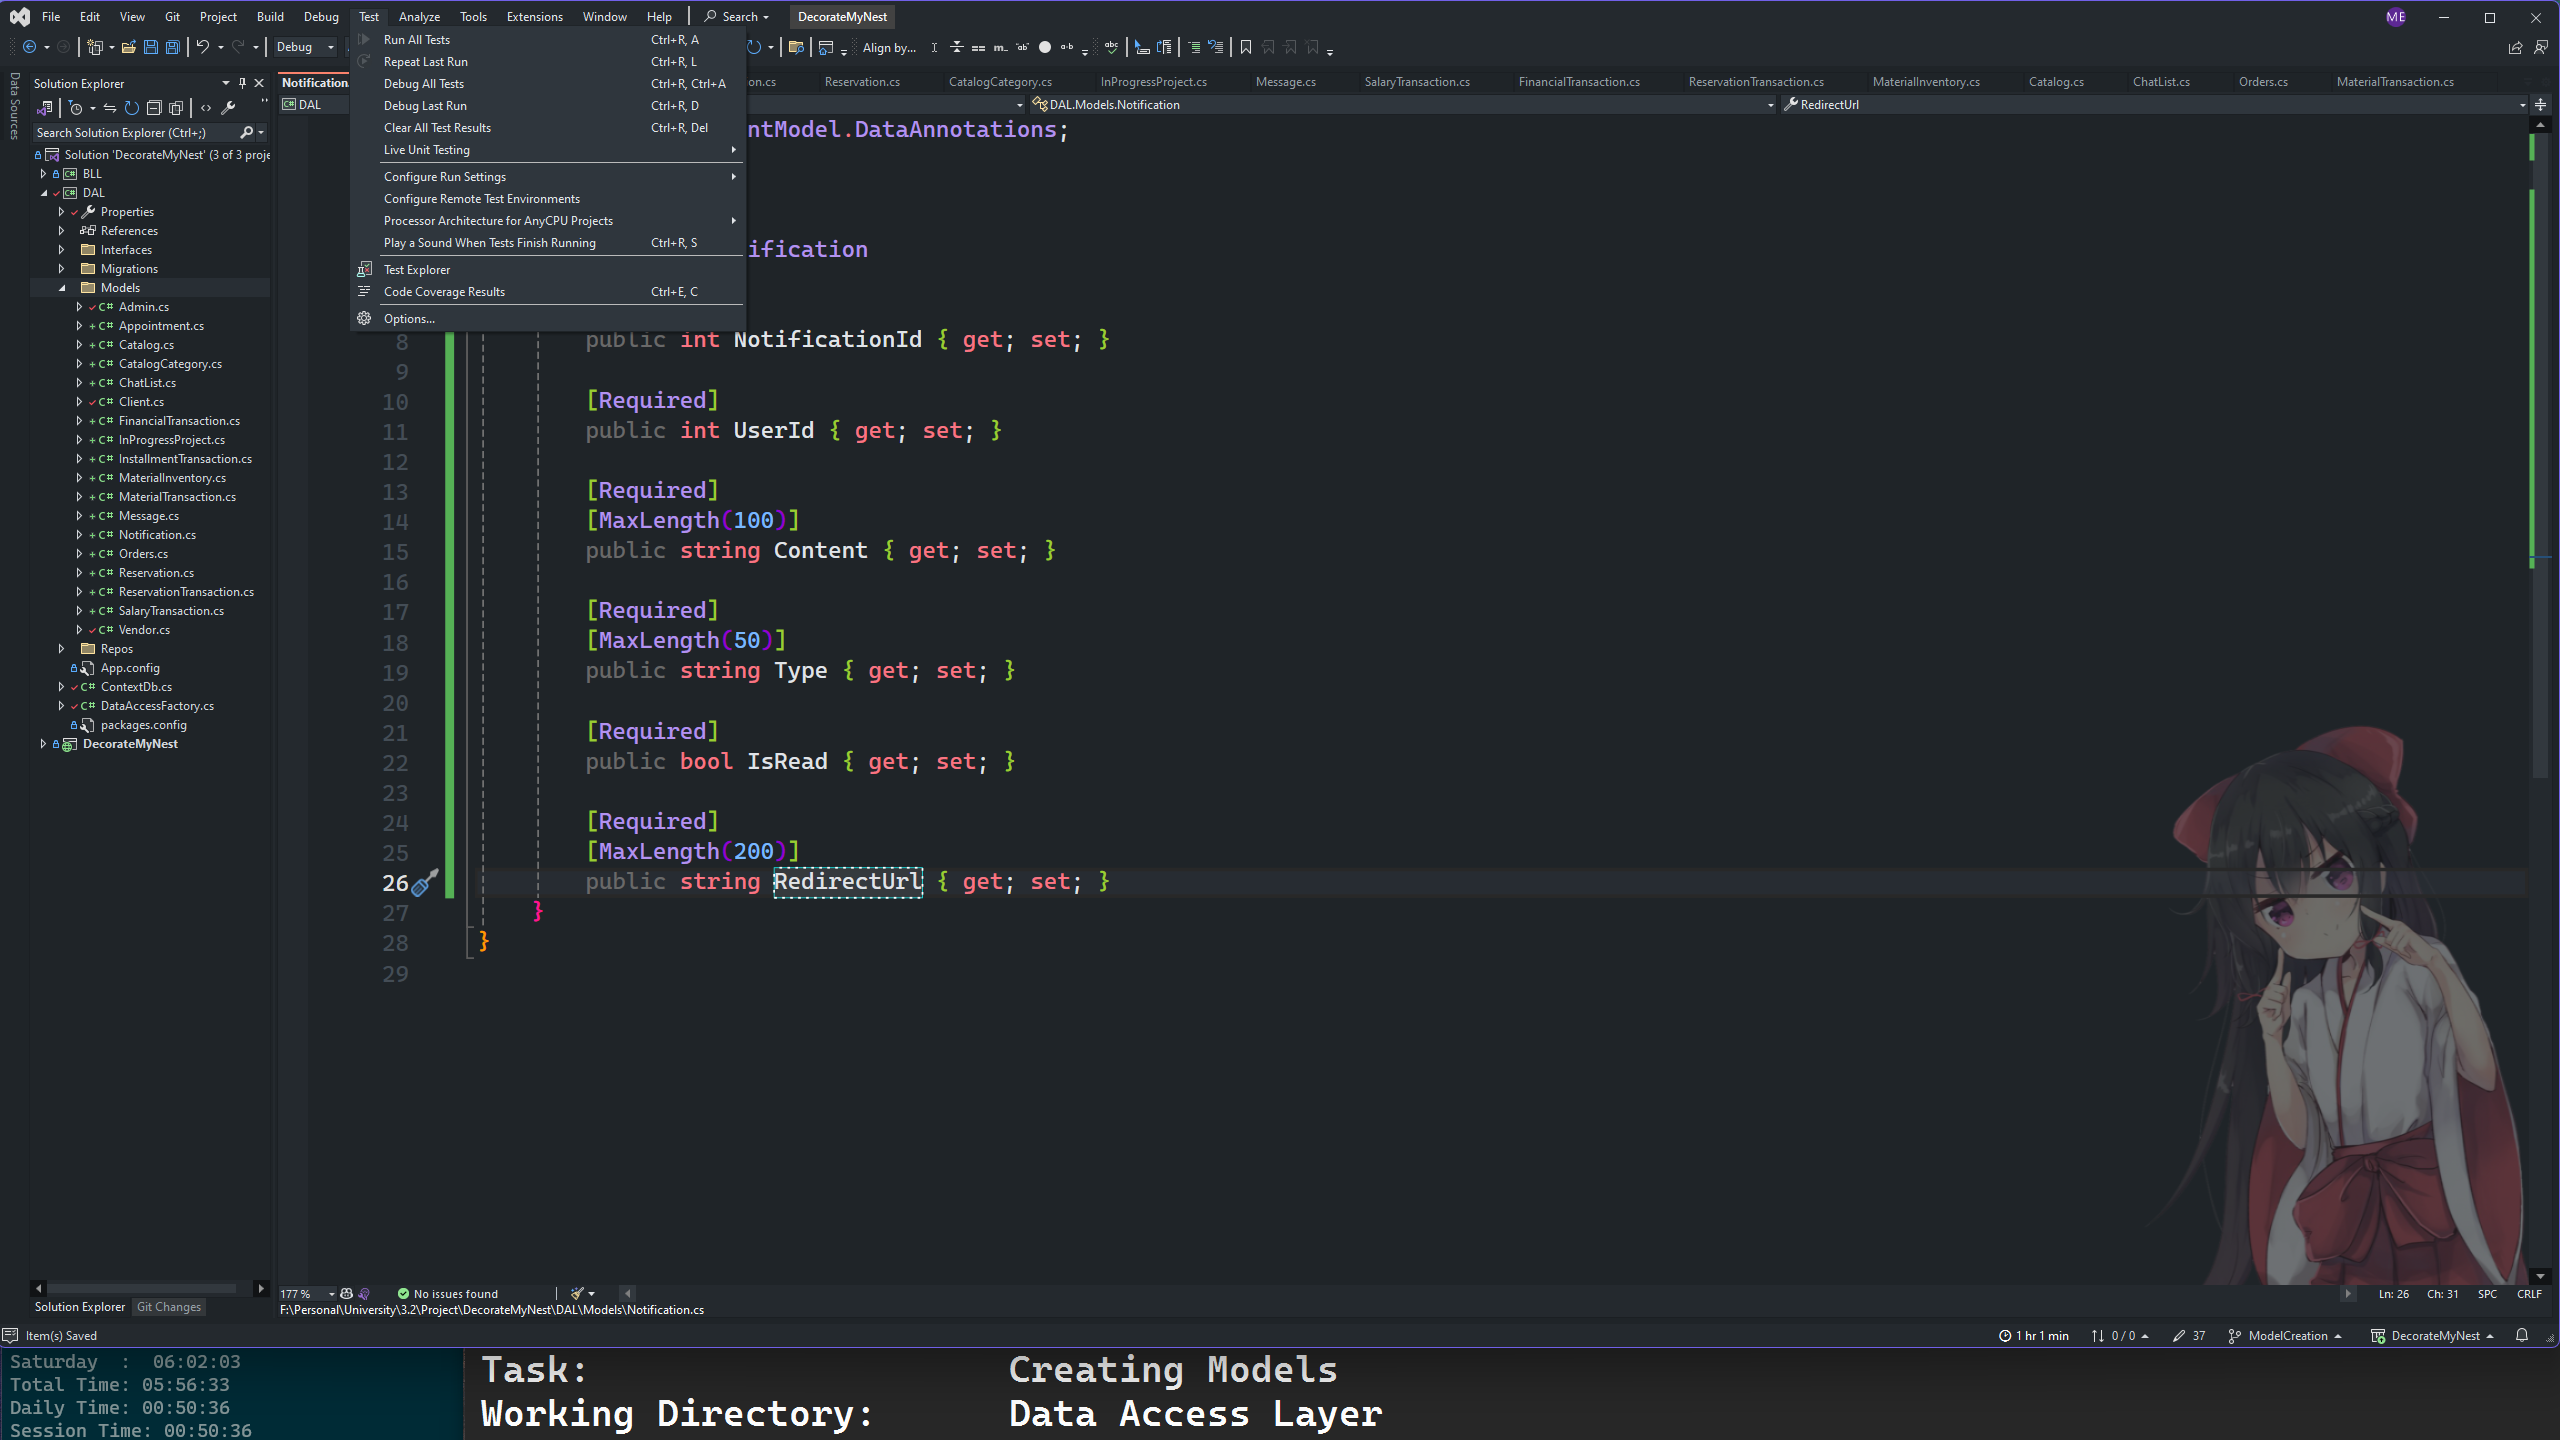 File Edit View Git Project Build Debug Test Analyze Tools Extensions Window Help Search DecorateMyNest ME
Debug Align by...
Data Sources
Solution Explorer
Search Solution Explorer (Ctrl+;)
Solution 'DecorateMyNest' (3 of 3 proje
BLL
DAL
Properties
References
Interfaces
Migrations
Models
C# Admin.cs
C# Appointment.cs
C# Catalog.cs
C# CatalogCategory.cs
C# ChatList.cs
C# Client.cs
C# FinancialTransaction.cs
C# InProgressProject.cs
C# InstallmentTransaction.cs
C# MaterialInventory.cs
C# MaterialTransaction.cs
C# Message.cs
C# Notification.cs
C# Orders.cs
C# Reservation.cs
C# ReservationTransaction.cs
C# SalaryTransaction.cs
C# Vendor.cs
Repos
App.config
C# ContextDb.cs
C# DataAccessFactory.cs
packages.config
DecorateMyNest
Solution Explorer Git Changes
Run All Tests Ctrl+R, A
Repeat Last Run Ctrl+R, L
Debug All Tests Ctrl+R, Ctrl+A
Debug Last Run Ctrl+R, D
Clear All Test Results Ctrl+R, Del
Live Unit Testing
Configure Run Settings
Configure Remote Test Environments
Processor Architecture for AnyCPU Projects
Play a Sound When Tests Finish Running Ctrl+R, S
Test Explorer
Code Coverage Results Ctrl+E, C
Options...
Notification. on.cs Reservation.cs CatalogCategory.cs InProgressProject.cs Message.cs SalaryTransaction.cs FinancialTransaction.cs ReservationTransaction.cs MaterialInventory.cs Catalog.cs ChatList.cs Orders.cs MaterialTransaction.cs
DAL DAL.Models.Notification RedirectUrl
ntModel.DataAnnotations;
ification
8 public int NotificationId { get; set; }
9
10 [Required]
11 public int UserId { get; set; }
12
13 [Required]
14 [MaxLength(100)]
15 public string Content { get; set; }
16
17 [Required]
18 [MaxLength(50)]
19 public string Type { get; set; }
20
21 [Required]
22 public bool IsRead { get; set; }
23
24 [Required]
25 [MaxLength(200)]
26 public string RedirectUrl { get; set; }
27 }
28 }
29
177 % No issues found Ln: 26 Ch: 31 SPC CRLF
F:\Personal\University\3.2\Project\DecorateMyNest\DAL\Models\Notification.cs
Item(s) Saved 1 hr 1 min 0 / 0 37 ModelCreation DecorateMyNest
Saturday : 06:02:03
Total Time: 05:56:33
Daily Time: 00:50:36
Session Time: 00:50:36
Task: Creating Models
Working Directory: Data Access Layer